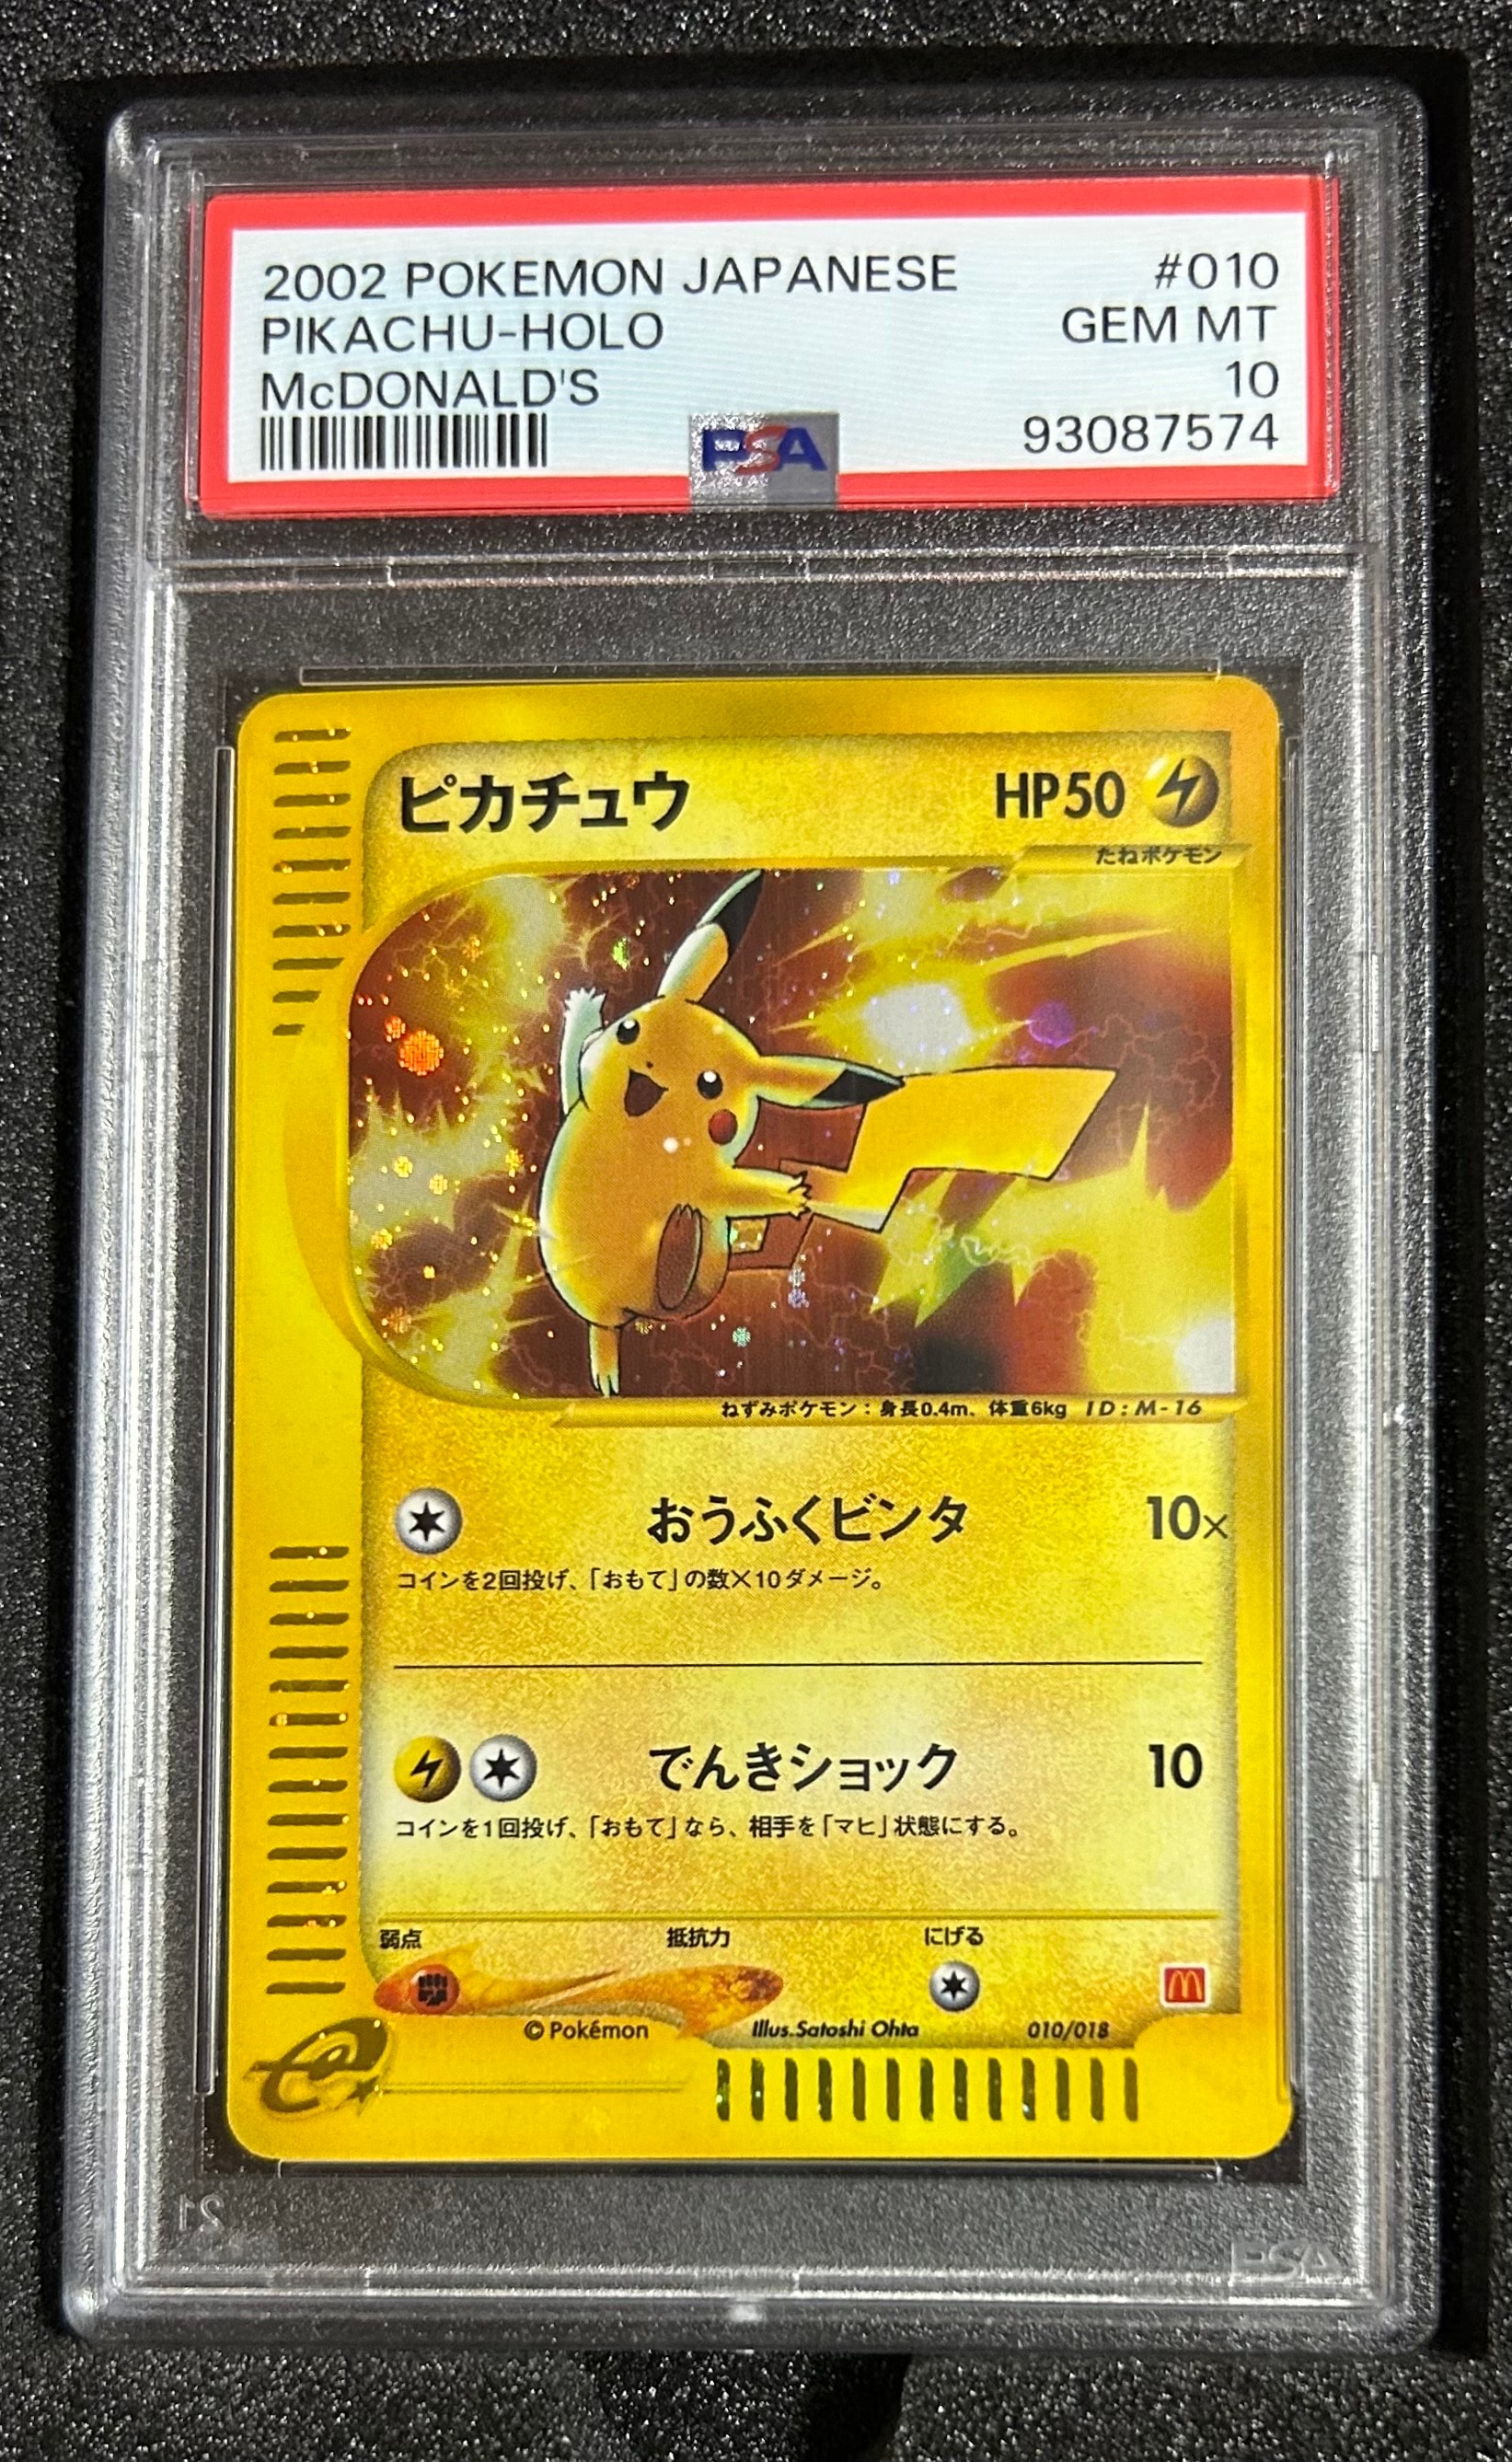 2002 POKEMON JAPANESE #010
PIKACHU-HOLO GEM MT
McDONALD'S 10
PSA 93087574
ピカチュウ HP50
たねポケモン
ねずみポケモン：身長0.4m、体重6kg ID:M-16
おうふくビンタ 10×
コインを2回投げ、「おもて」の数×10ダメージ。
でんきショック 10
コインを1回投げ、「おもて」なら、相手を「マヒ」状態にする。
弱点 抵抗力 にげる
© Pokémon Illus. Satoshi Ohta 010/018
e
21
PSA